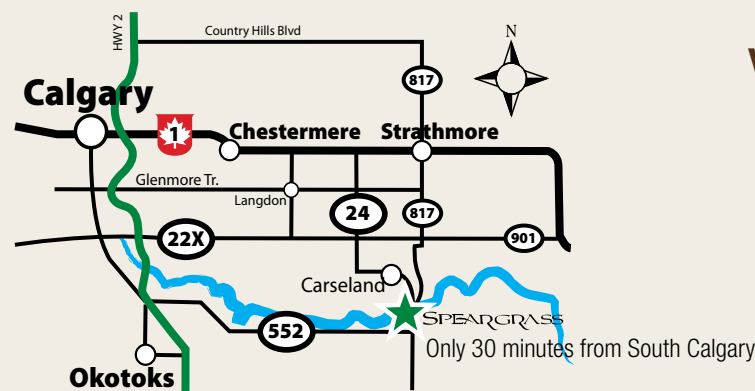 HWY 2
Country Hills Blvd
N
817
Calgary
1
Chestermere
Strathmore
Glenmore Tr.
Langdon
24
817
22X
901
Carseland
SPEARGRASS
552
Only 30 minutes from South Calgary
Okotoks